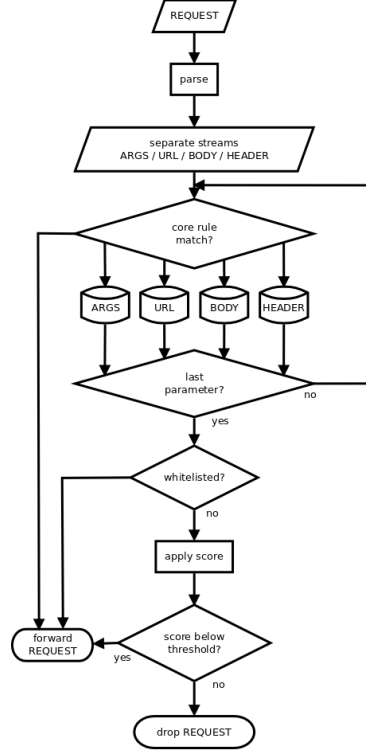 REQUEST
parse
separate streams
ARGS / URL / BODY / HEADER
core rule
match?
ARGS
URL
BODY
HEADER
last
parameter?
no
yes
whitelisted?
no
apply score
forward
REQUEST
yes
score below
threshold?
no
drop REQUEST